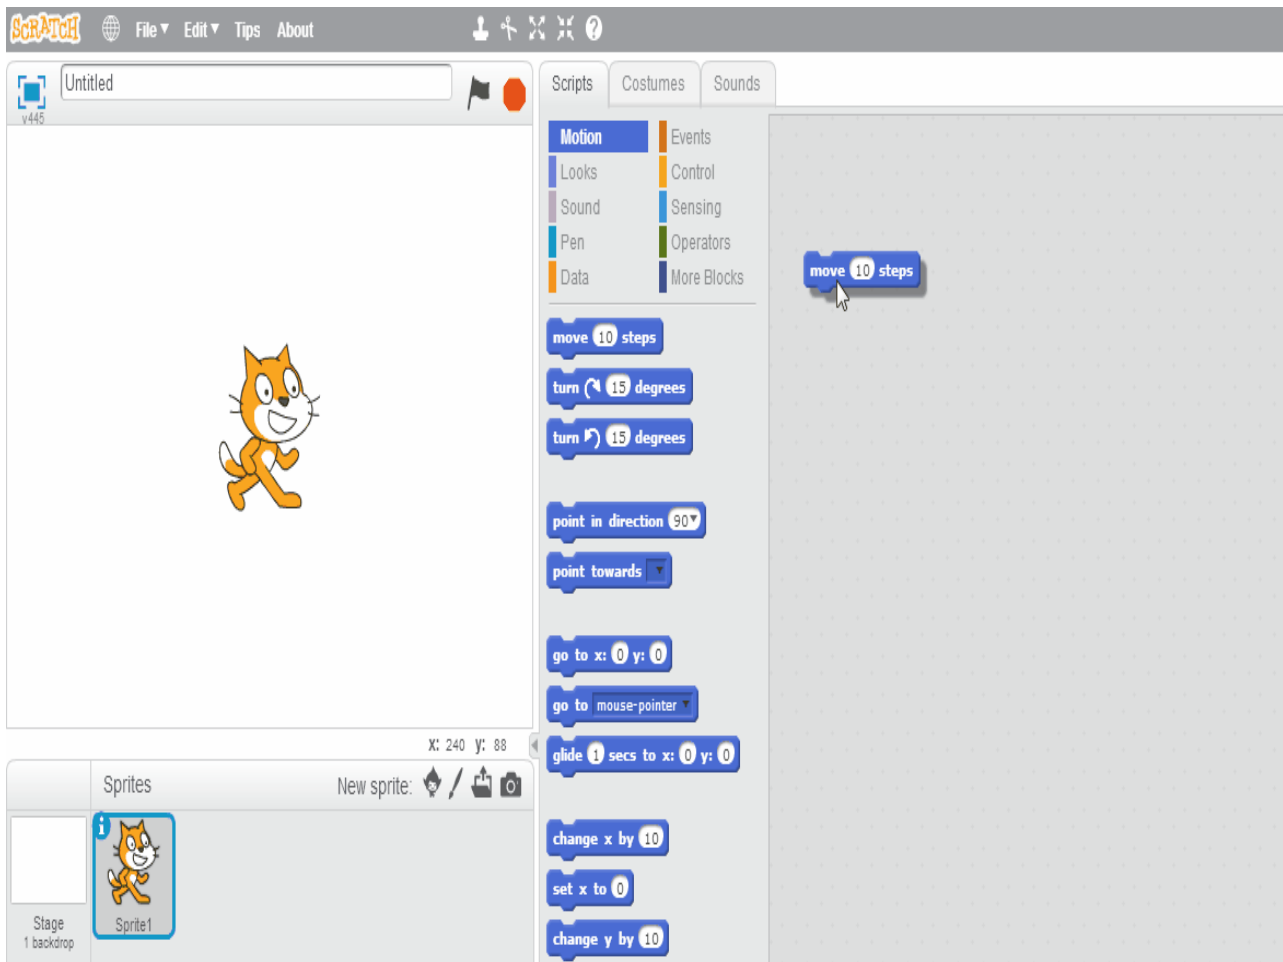 SCRATCH File Edit Tips About
Untitled
v445
Scripts Costumes Sounds
Motion Events
Looks Control
Sound Sensing
Pen Operators
Data More Blocks
move 10 steps
turn 15 degrees
turn 15 degrees
point in direction 90
point towards
go to x: 0 y: 0
go to mouse-pointer
glide 1 secs to x: 0 y: 0
change x by 10
set x to 0
change y by 10
move 10 steps
x: 240 y: 88
Sprites New sprite:
Stage
1 backdrop
Sprite1